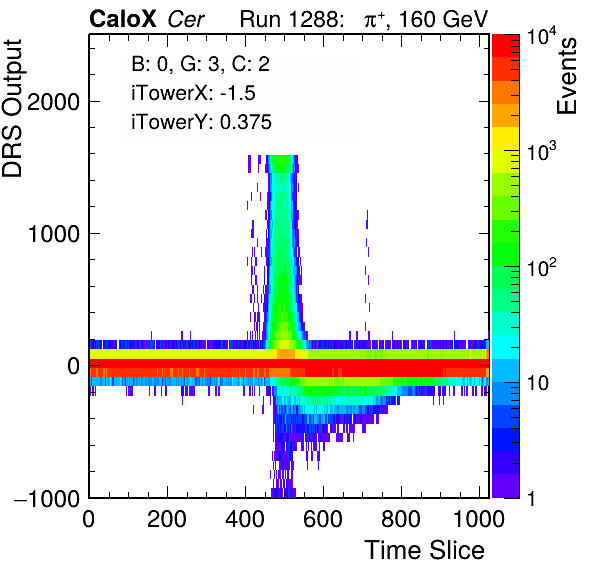 CaloX Cer Run 1288: π⁺, 160 GeV
B: 0, G: 3, C: 2
iTowerX: -1.5
iTowerY: 0.375
DRS Output
2000
1000
0
−1000
0 200 400 600 800 1000
Time Slice
Events
10⁴
10³
10²
10
1